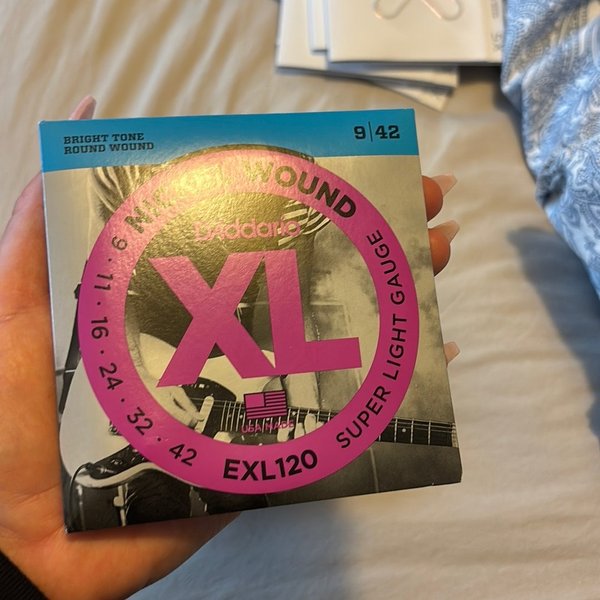 BRIGHT TONE
ROUND WOUND
9|42
NICKEL WOUND
D'Addario
XL
USA MADE
9 · 11 · 16 · 24 · 32 · 42
EXL120
SUPER LIGHT GAUGE